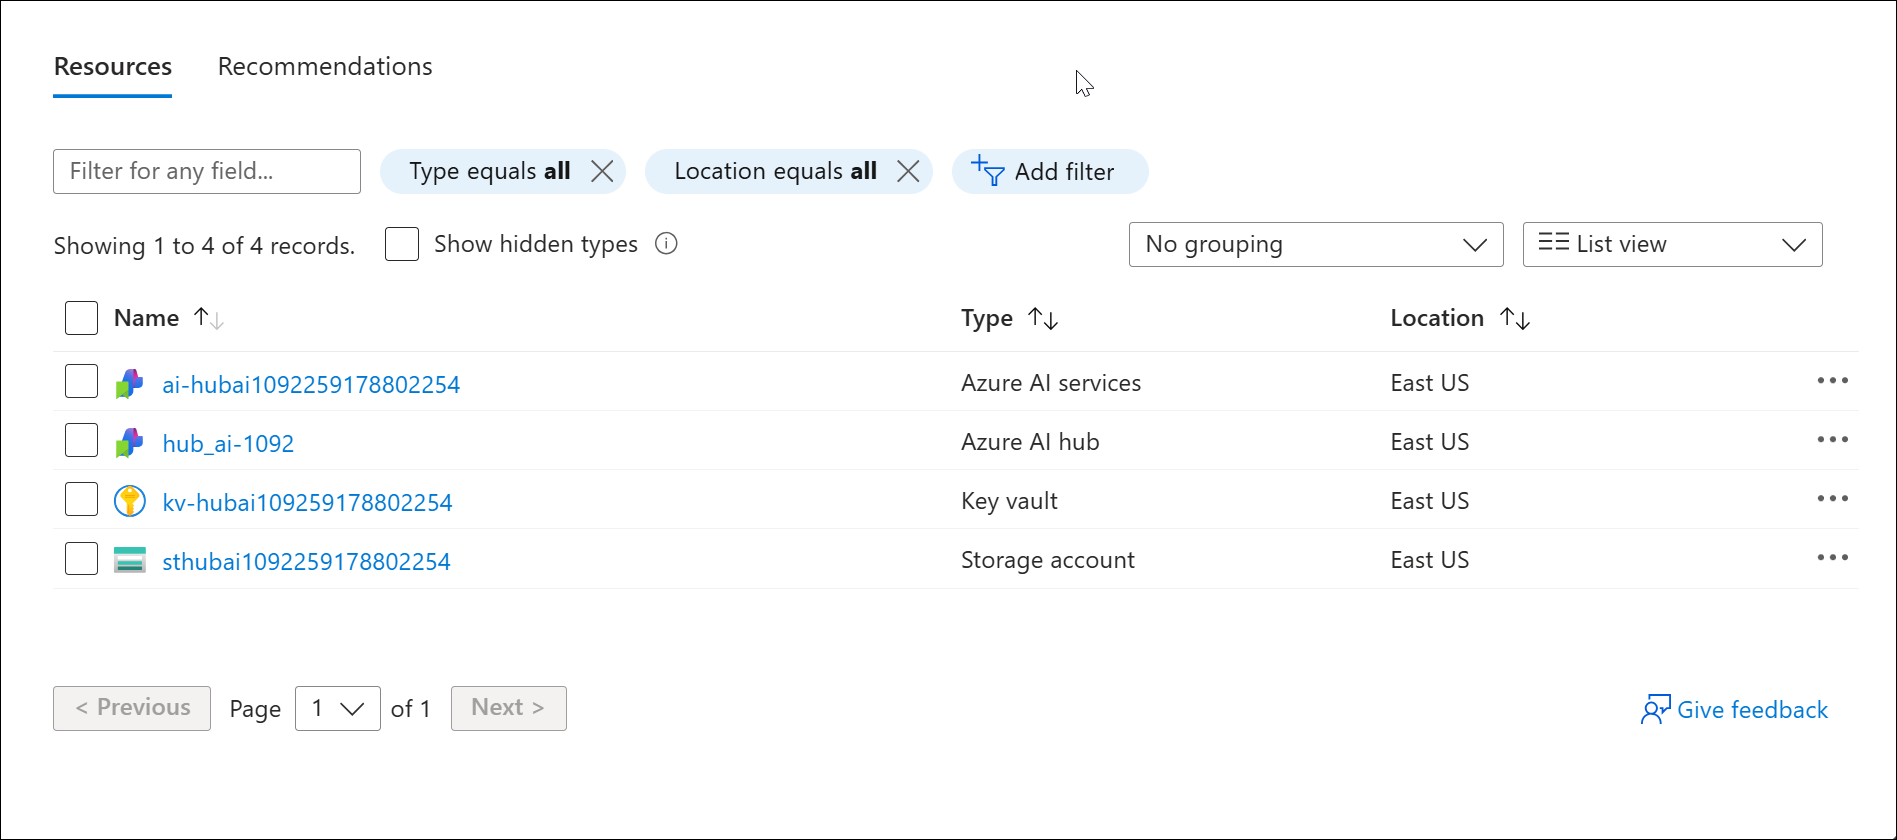 Resources Recommendations
Filter for any field... Type equals all Location equals all Add filter
Showing 1 to 4 of 4 records. Show hidden types No grouping List view
Name Type Location
ai-hubai1092259178802254 Azure AI services East US
hub_ai-1092 Azure AI hub East US
kv-hubai109259178802254 Key vault East US
sthubai1092259178802254 Storage account East US
< Previous Page 1 of 1 Next > Give feedback